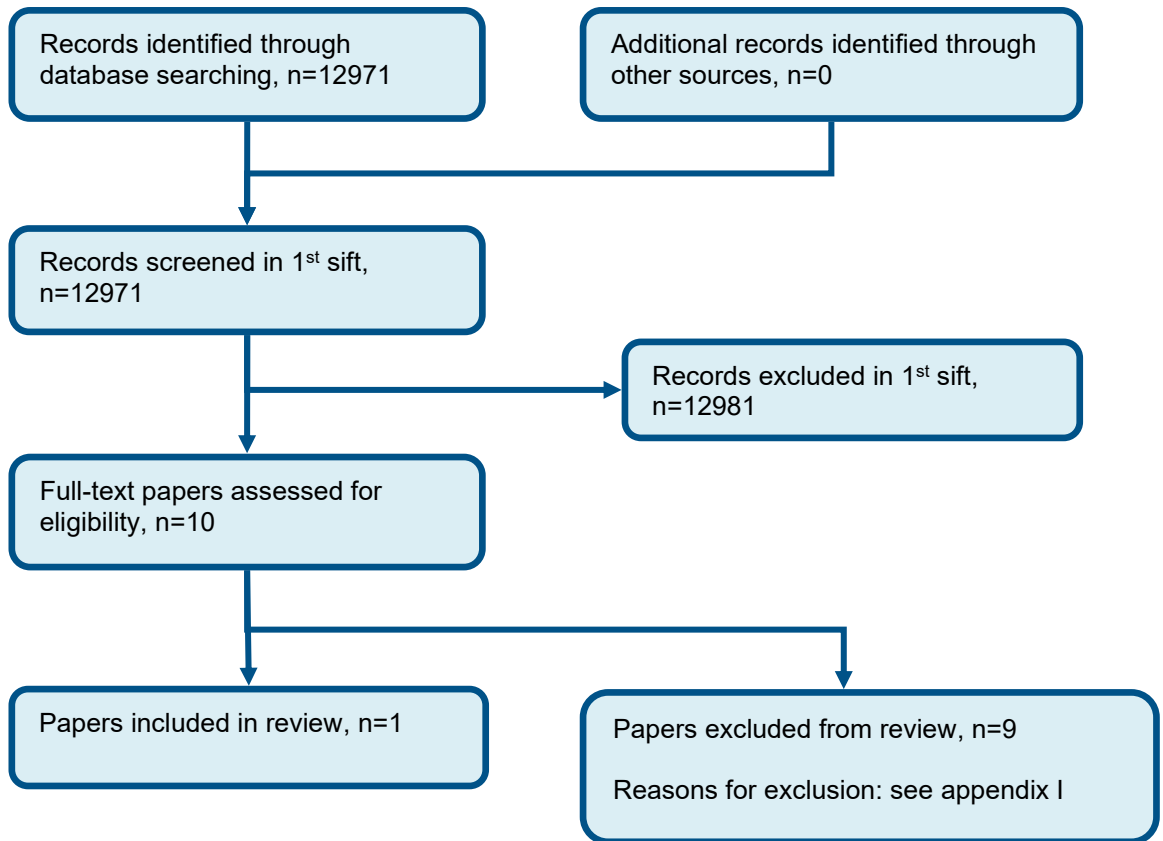 Records identified through
database searching, n=12971
Additional records identified through
other sources, n=0
Records screened in 1st sift,
n=12971
Records excluded in 1st sift,
n=12981
Full-text papers assessed for
eligibility, n=10
Papers included in review, n=1
Papers excluded from review, n=9
Reasons for exclusion: see appendix I